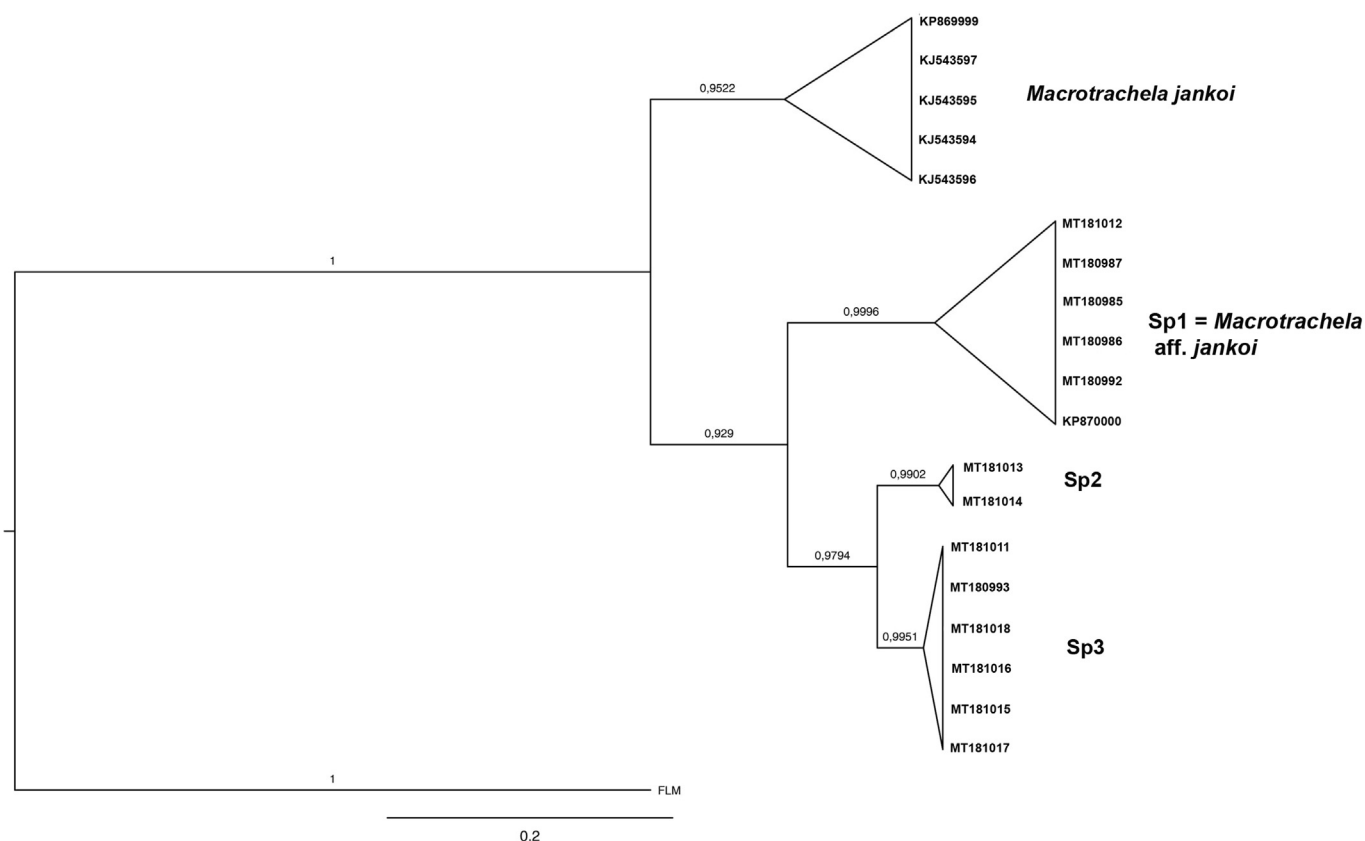 KP869999
KJ543597
0,9522
Macrotrachela jankoi
KJ543595
KJ543594
KJ543596
MT181012
MT180987
1
MT180985
0,9996
Sp1 = Macrotrachela
aff. jankoi
MT180986
MT180992
KP870000
0,929
MT181013
0,9902
Sp2
MT181014
MT181011
0,9794
MT180993
MT181018
0,9951
Sp3
MT181016
MT181015
MT181017
1
FLM
0.2